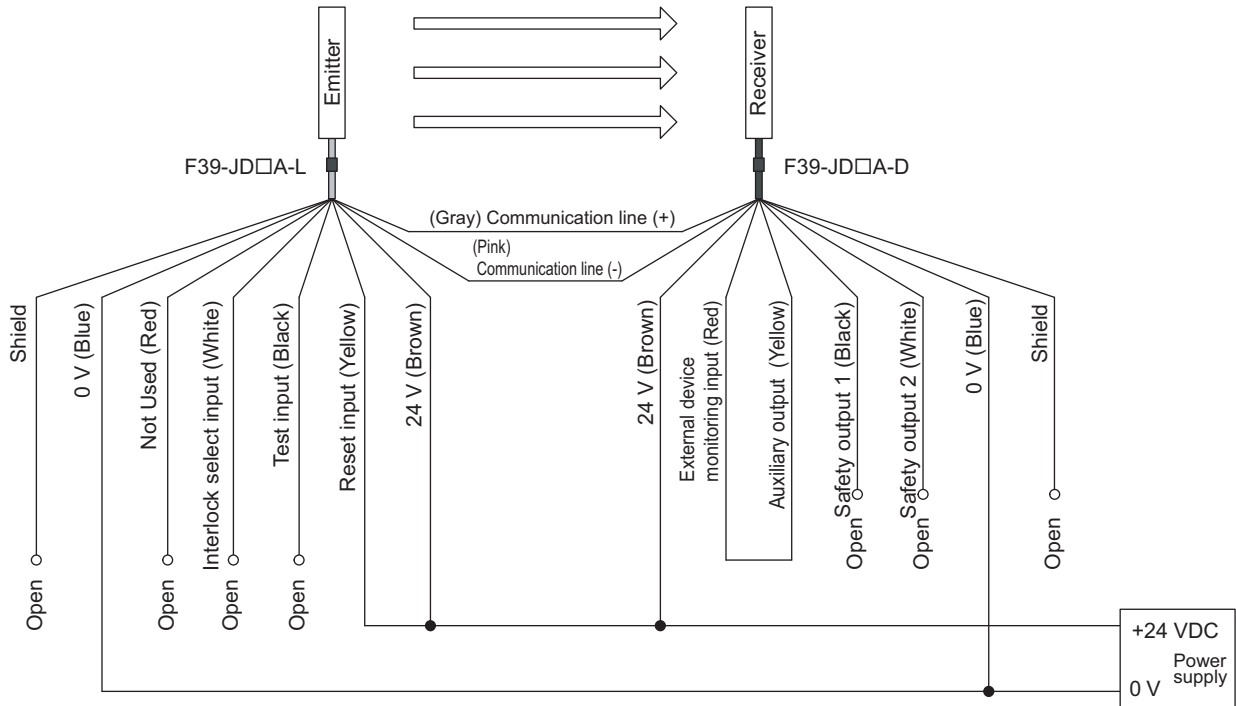 Emitter
Receiver
F39-JD□A-L
F39-JD□A-D
(Gray) Communication line (+)
(Pink)
Communication line (-)
Shield
0 V (Blue)
Not Used (Red)
Interlock select input (White)
Test input (Black)
Reset input (Yellow)
24 V (Brown)
24 V (Brown)
External device
monitoring input (Red)
Auxiliary output (Yellow)
Safety output 1 (Black)
Safety output 2 (White)
0 V (Blue)
Shield
Open
Open
Open
Open
Open
Open
Open
+24 VDC
Power
supply
0 V